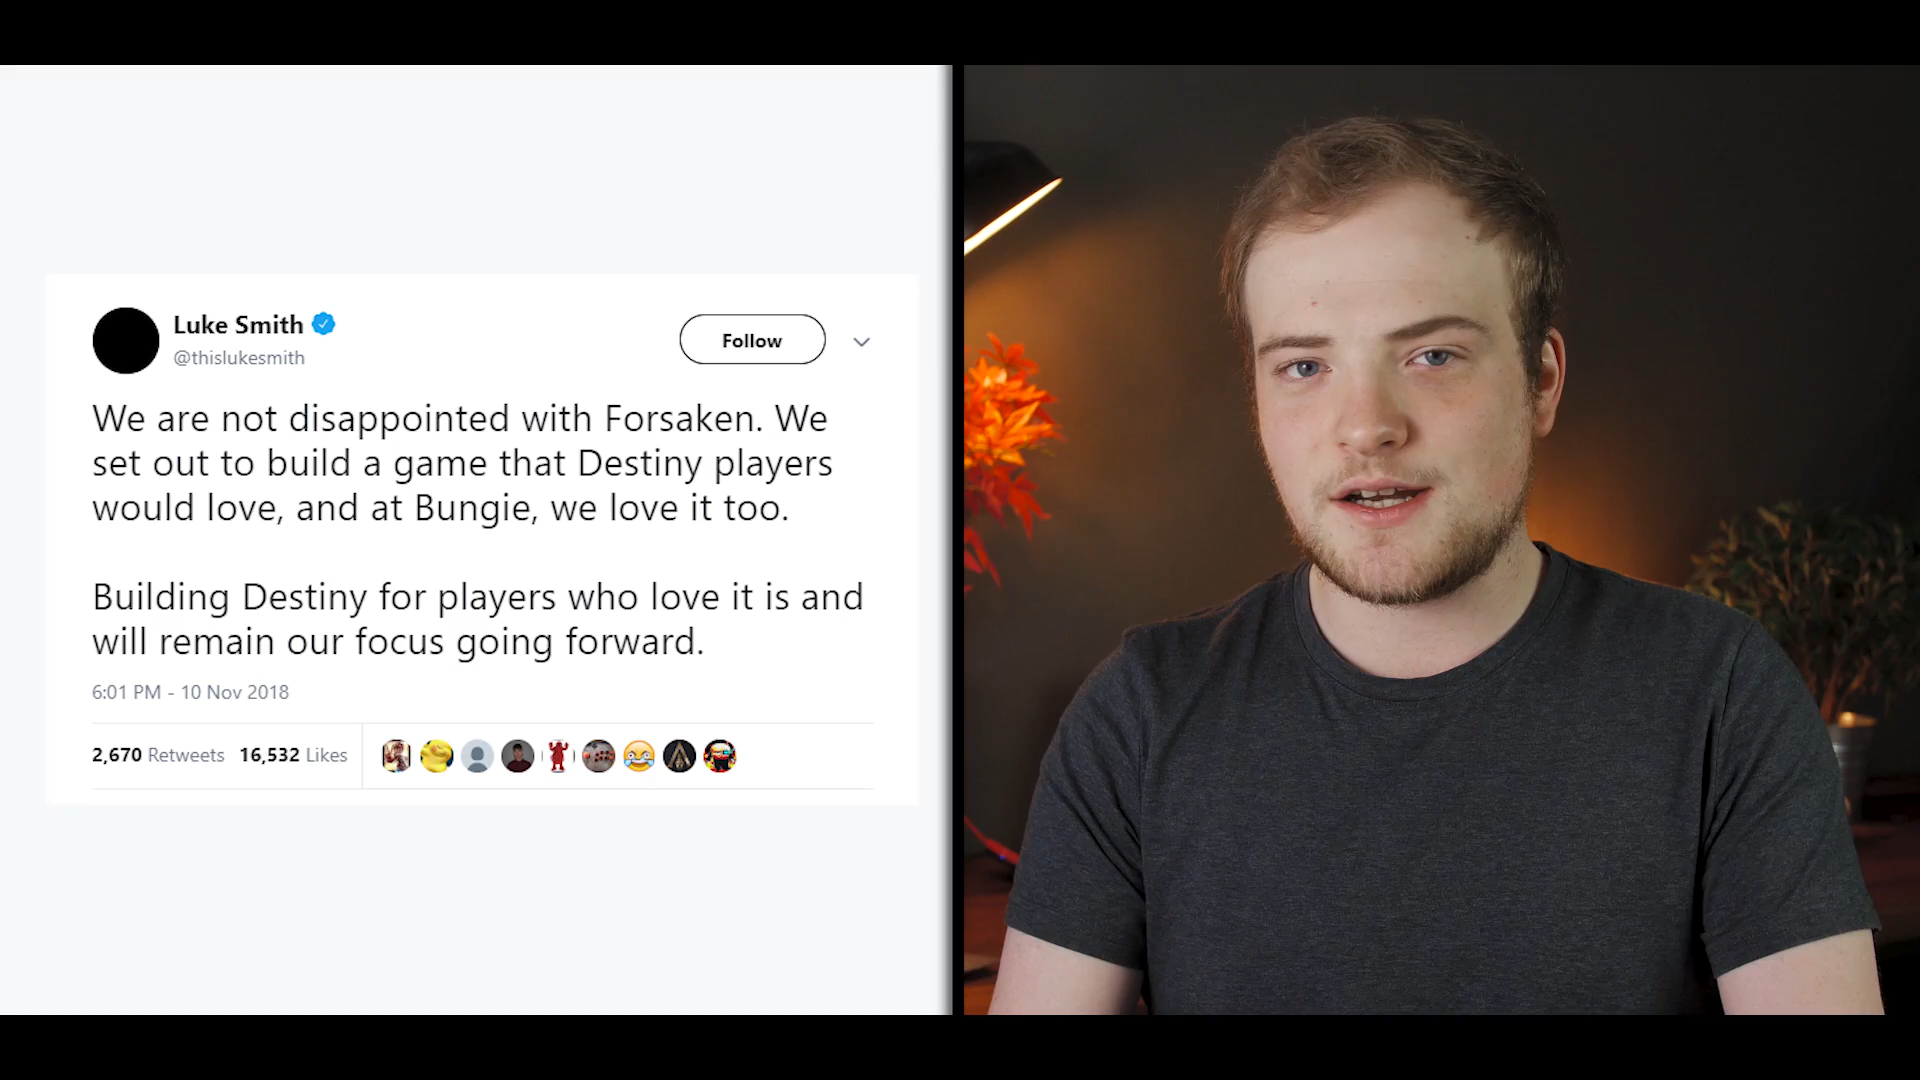 Luke Smith
@thislukesmith
Follow
We are not disappointed with Forsaken. We
set out to build a game that Destiny players
would love, and at Bungie, we love it too.
Building Destiny for players who love it is and
will remain our focus going forward.
6:01 PM - 10 Nov 2018
2,670 Retweets 16,532 Likes